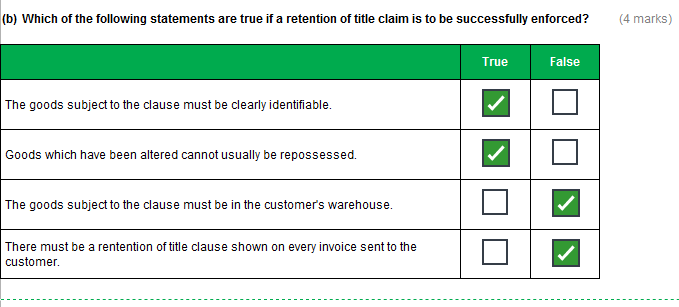 (b) Which of the following statements are true if a retention of title claim is to be successfully enforced? (4 marks)
True False
The goods subject to the clause must be clearly identifiable.
Goods which have been altered cannot usually be repossessed.
The goods subject to the clause must be in the customer's warehouse.
There must be a rentention of title clause shown on every invoice sent to the
customer.